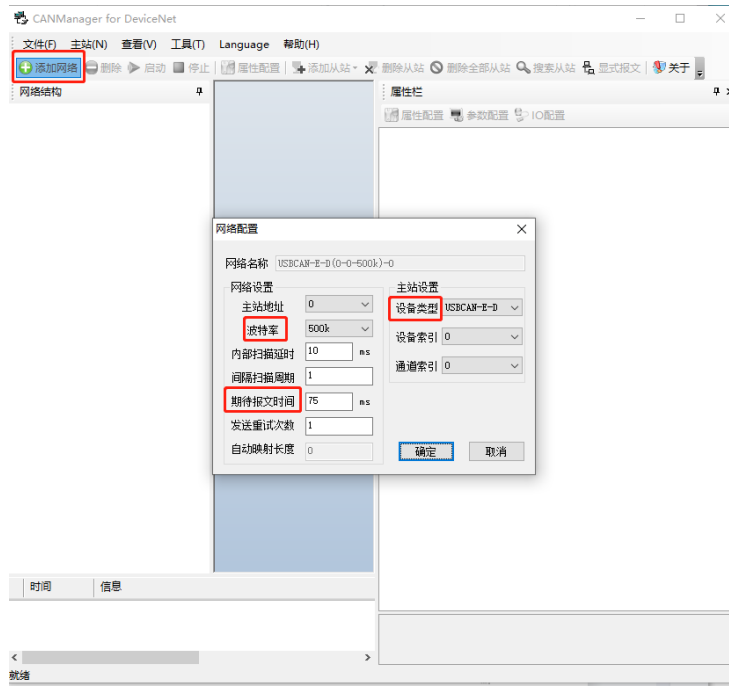 CANManager for DeviceNet
文件(F) 主站(N) 查看(V) 工具(T) Language 帮助(H)
添加网络 删除 启动 停止 属性配置 添加从站 删除从站 删除全部从站 搜索从站 显式报文 关于
网络结构
属性栏
属性配置 参数配置 IO配置
网络配置
网络名称 USBCAN-E-D(0-0-500k)-0
网络设置
主站地址 0
波特率 500k
内部扫描延时 10 ms
间隔扫描周期 1
期待报文时间 75 ms
发送重试次数 1
自动映射长度 0
主站设置
设备类型 USBCAN-E-D
设备索引 0
通道索引 0
确定 取消
时间 信息
就绪